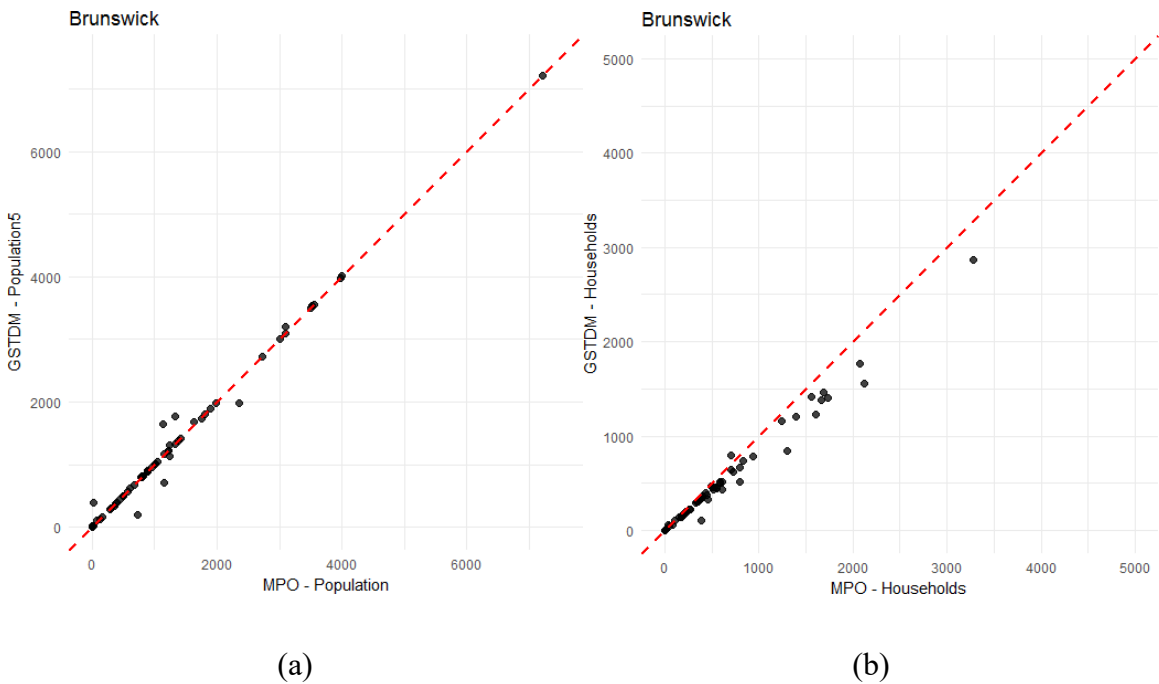 Brunswick
GSTDM - Population5
6000
4000
2000
0
0 2000 4000 6000
MPO - Population
(a)
Brunswick
GSTDM - Households
5000
4000
3000
2000
1000
0
0 1000 2000 3000 4000 5000
MPO - Households
(b)